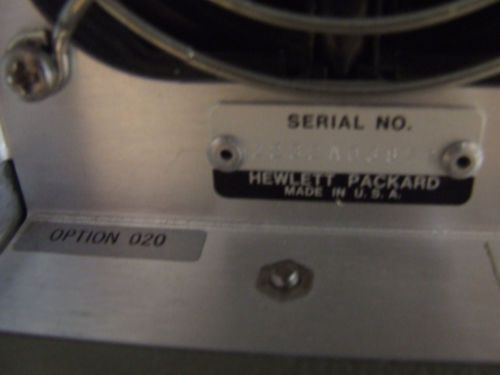 SERIAL NO.
HEWLETT PACKARD
MADE IN U.S.A.
OPTION 020